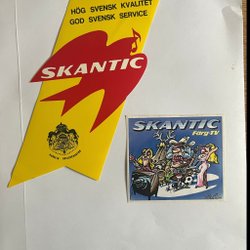 HÖG SVENSK KVALITET
GOD SVENSK SERVICE
SKANTIC
SKANTIC
Färg-TV